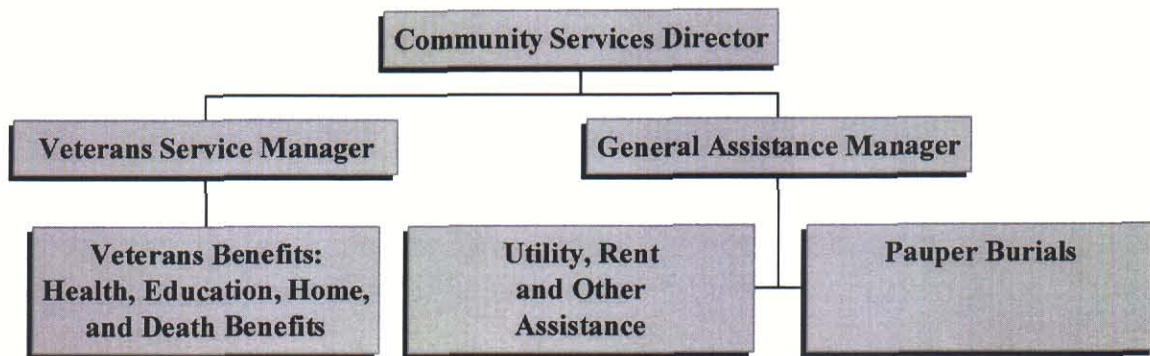 Community Services Director
Veterans Service Manager
General Assistance Manager
Veterans Benefits:
Health, Education, Home,
and Death Benefits
Utility, Rent
and Other
Assistance
Pauper Burials